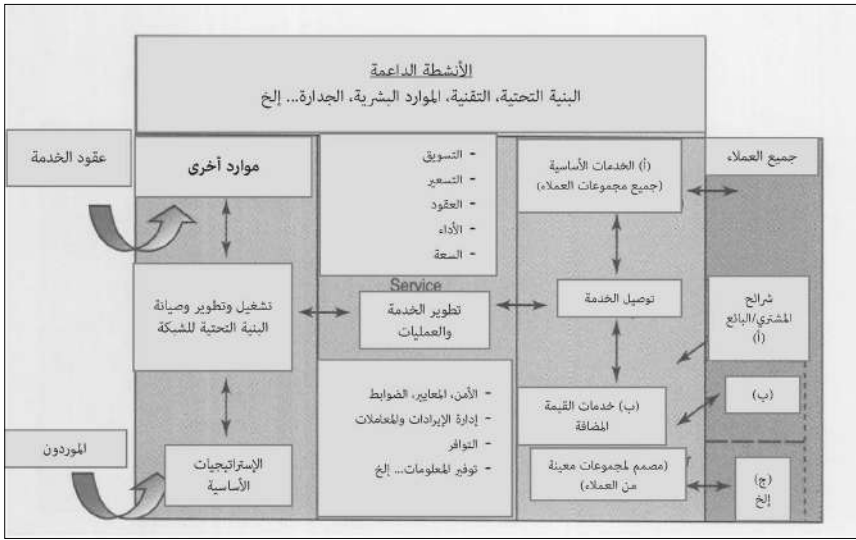 الأنشطة الداعمة
البنية التحتية، التقنية، الموارد البشرية، الجدارة... إلخ
جميع العملاء
(أ) الخدمات الأساسية
(جميع مجموعات العملاء)
- التسويق
- التسعير
- العقود
- الأداء
- السعة
موارد أخرى
عقود الخدمة
شرائح
المشتري/البائع
(أ)
توصيل الخدمة
Service
تطوير الخدمة
والعمليات
تشغيل وتطوير وصيانة
البنية التحتية للشبكة
(ب)
(ب) خدمات القيمة
المضافة
- الأمن، المعايير، الضوابط
- إدارة الإيرادات والمعاملات
- التوافر
- توفير المعلومات... إلخ
(ج)
إلخ
(مصمم لمجموعات معينة
من العملاء)
الإستراتيجيات
الأساسية
الموردون